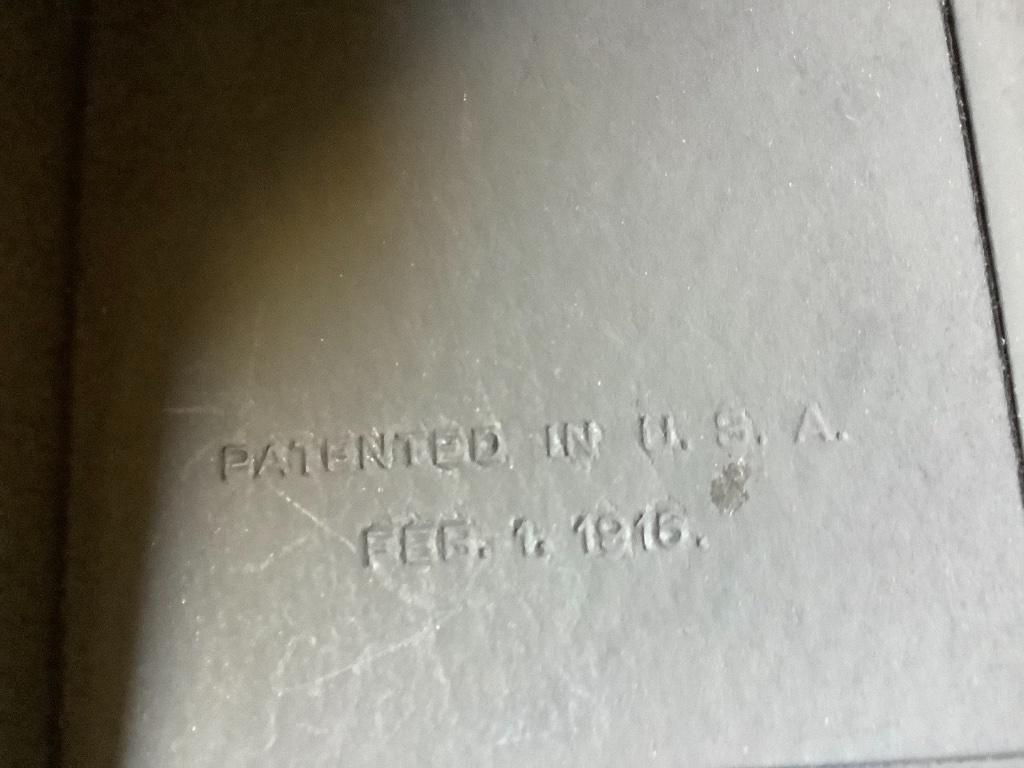 PATENTED IN U. S. A.
FEB. 1. 1916.